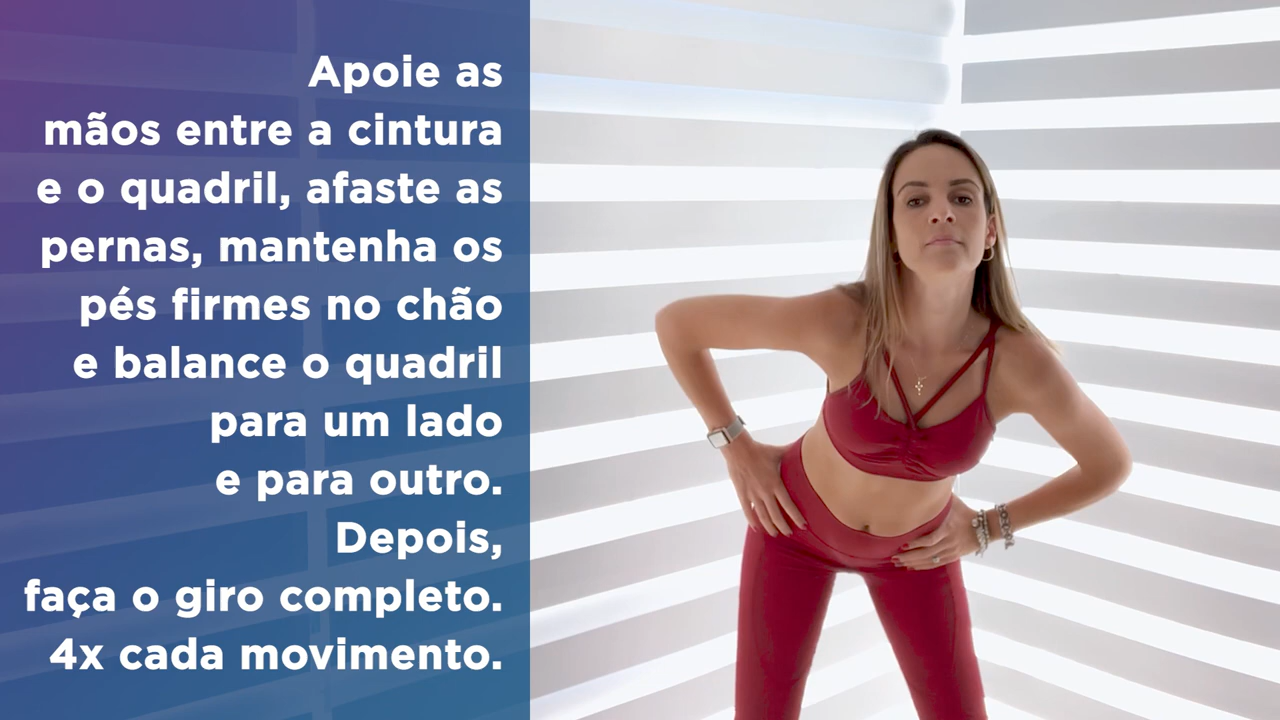 Apoie as
mãos entre a cintura
e o quadril, afaste as
pernas, mantenha os
pés firmes no chão
e balance o quadril
para um lado
e para outro.
Depois,
faça o giro completo.
4x cada movimento.